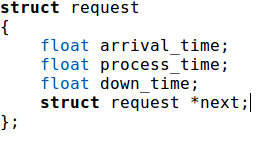 struct request
{
    float arrival_time;
    float process_time;
    float down_time;
    struct request *next;
};